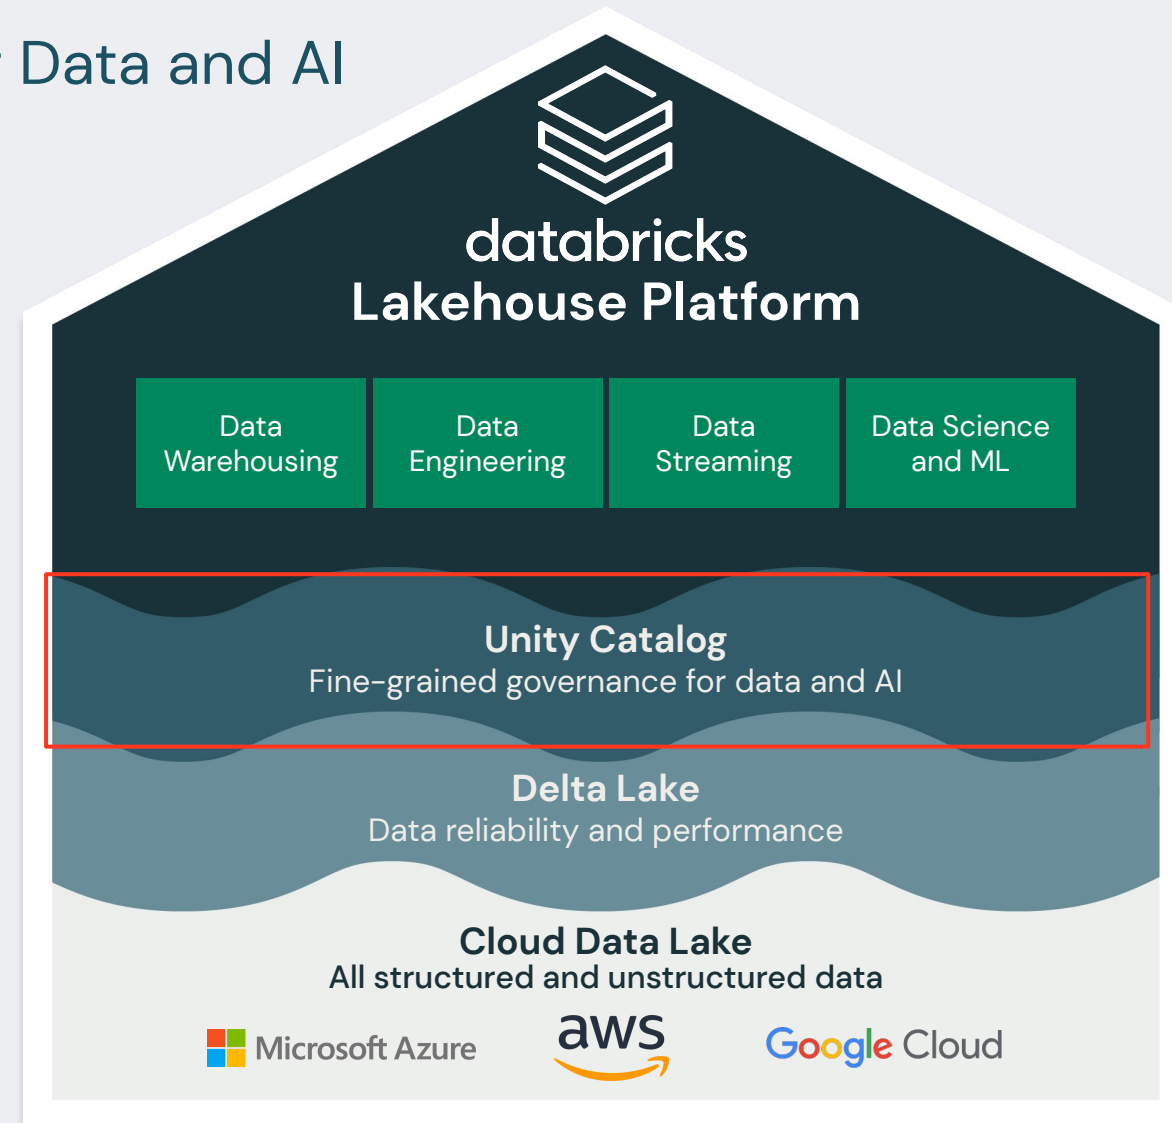 Data and AI
databricks
Lakehouse Platform
Data
Warehousing
Data
Engineering
Data
Streaming
Data Science
and ML
Unity Catalog
Fine-grained governance for data and AI
Delta Lake
Data reliability and performance
Cloud Data Lake
All structured and unstructured data
Microsoft Azure
aws
Google Cloud